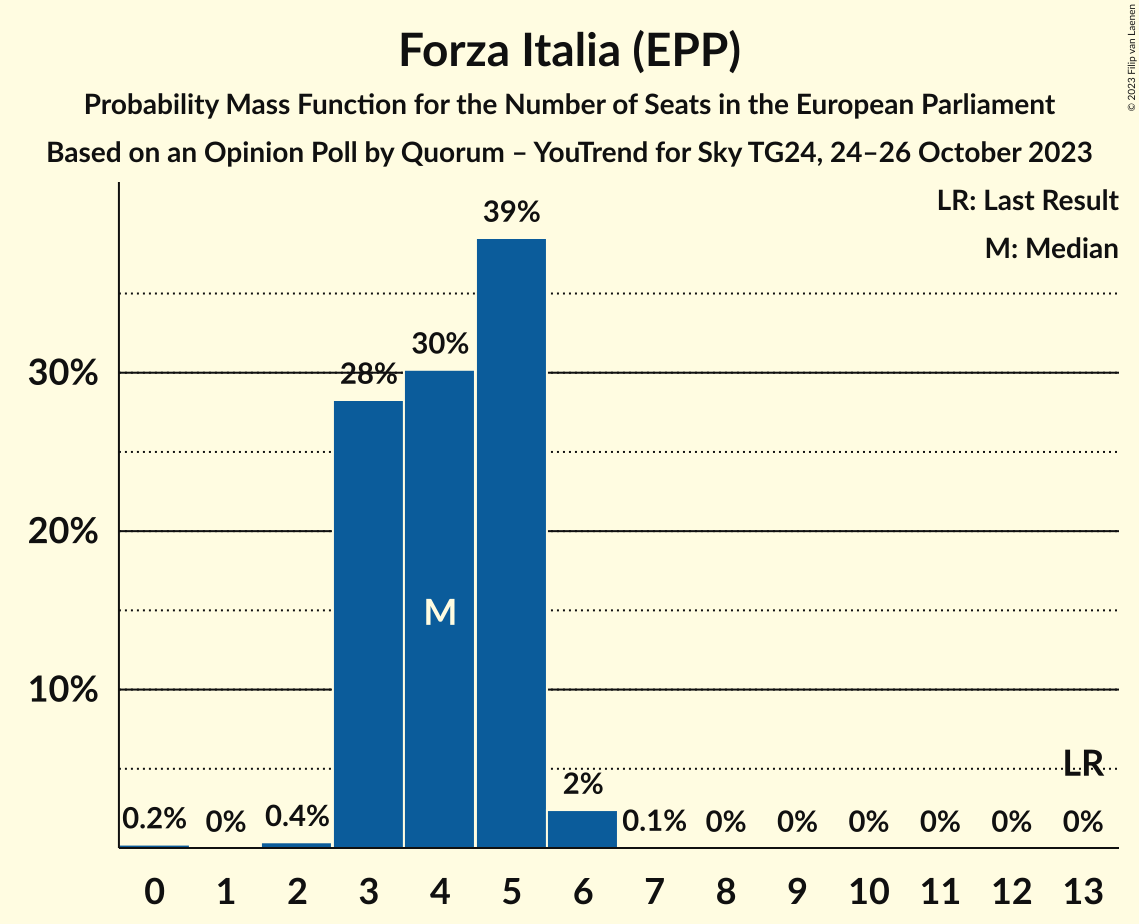 Forza Italia (EPP)
Probability Mass Function for the Number of Seats in the European Parliament
Based on an Opinion Poll by Quorum – YouTrend for Sky TG24, 24–26 October 2023
© 2023 Filip van Laenen
LR: Last Result
M: Median
39%
30%
28%
30%
20%
M
10%
LR
2%
0.2% 0% 0.4% 0.1% 0% 0% 0% 0% 0% 0%
0 1 2 3 4 5 6 7 8 9 10 11 12 13